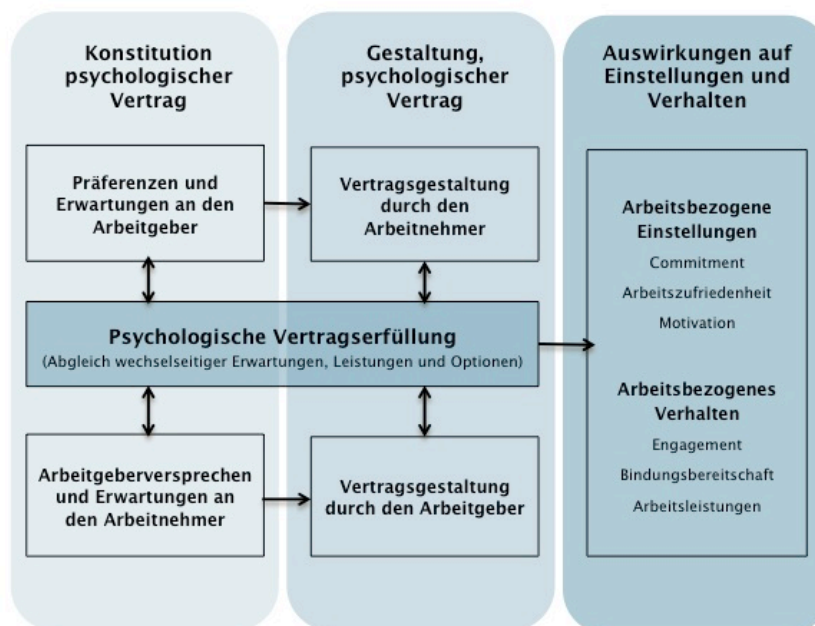 Konstitution
psychologischer
Vertrag
Präferenzen und
Erwartungen an den
Arbeitgeber
Gestaltung,
psychologischer
Vertrag
Vertragsgestaltung
durch den
Arbeitnehmer
Psychologische Vertragserfüllung
(Abgleich wechselseitiger Erwartungen, Leistungen und Optionen)
Arbeitgeberversprechen
und Erwartungen an
den Arbeitnehmer
Vertragsgestaltung
durch den Arbeitgeber
Auswirkungen auf
Einstellungen und
Verhalten
Arbeitsbezogene
Einstellungen
Commitment
Arbeitszufriedenheit
Motivation
Arbeitsbezogenes
Verhalten
Engagement
Bindungsbereitschaft
Arbeitsleistungen